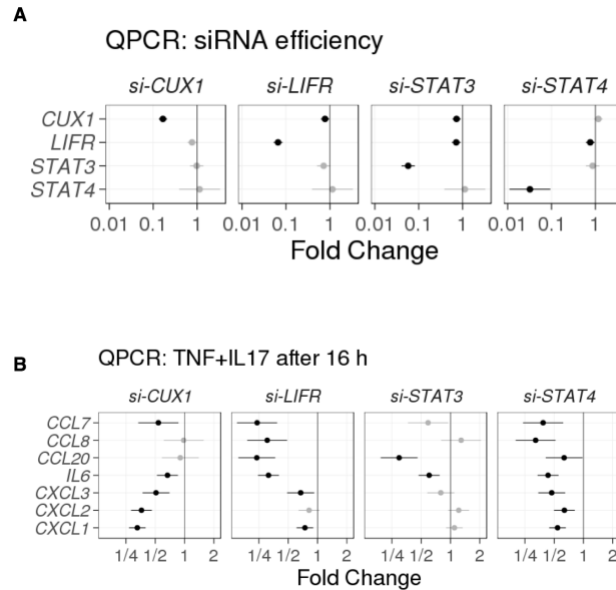 A
QPCR: siRNA efficiency
si-CUX1 si-LIFR si-STAT3 si-STAT4
CUX1
LIFR
STAT3
STAT4
0.01 0.1 1 0.01 0.1 1 0.01 0.1 1 0.01 0.1 1
Fold Change
B
QPCR: TNF+IL17 after 16 h
si-CUX1 si-LIFR si-STAT3 si-STAT4
CCL7
CCL8
CCL20
IL6
CXCL3
CXCL2
CXCL1
1/4 1/2 1 2 1/4 1/2 1 2 1/4 1/2 1 2 1/4 1/2 1 2
Fold Change